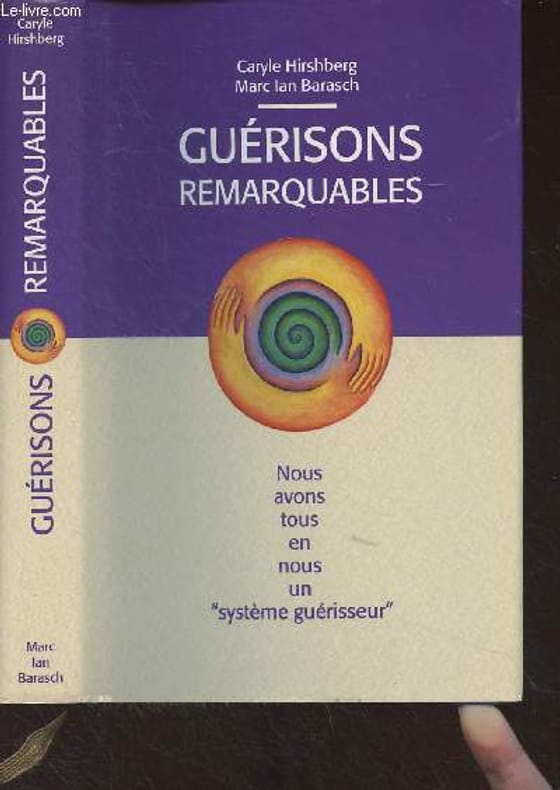 Le-livre.com
Caryle
Hirshberg
GUÉRISONS REMARQUABLES
Marc
Ian
Barasch
Caryle Hirshberg
Marc Ian Barasch
GUÉRISONS
REMARQUABLES
Nous
avons
tous
en
nous
un
"système guérisseur"